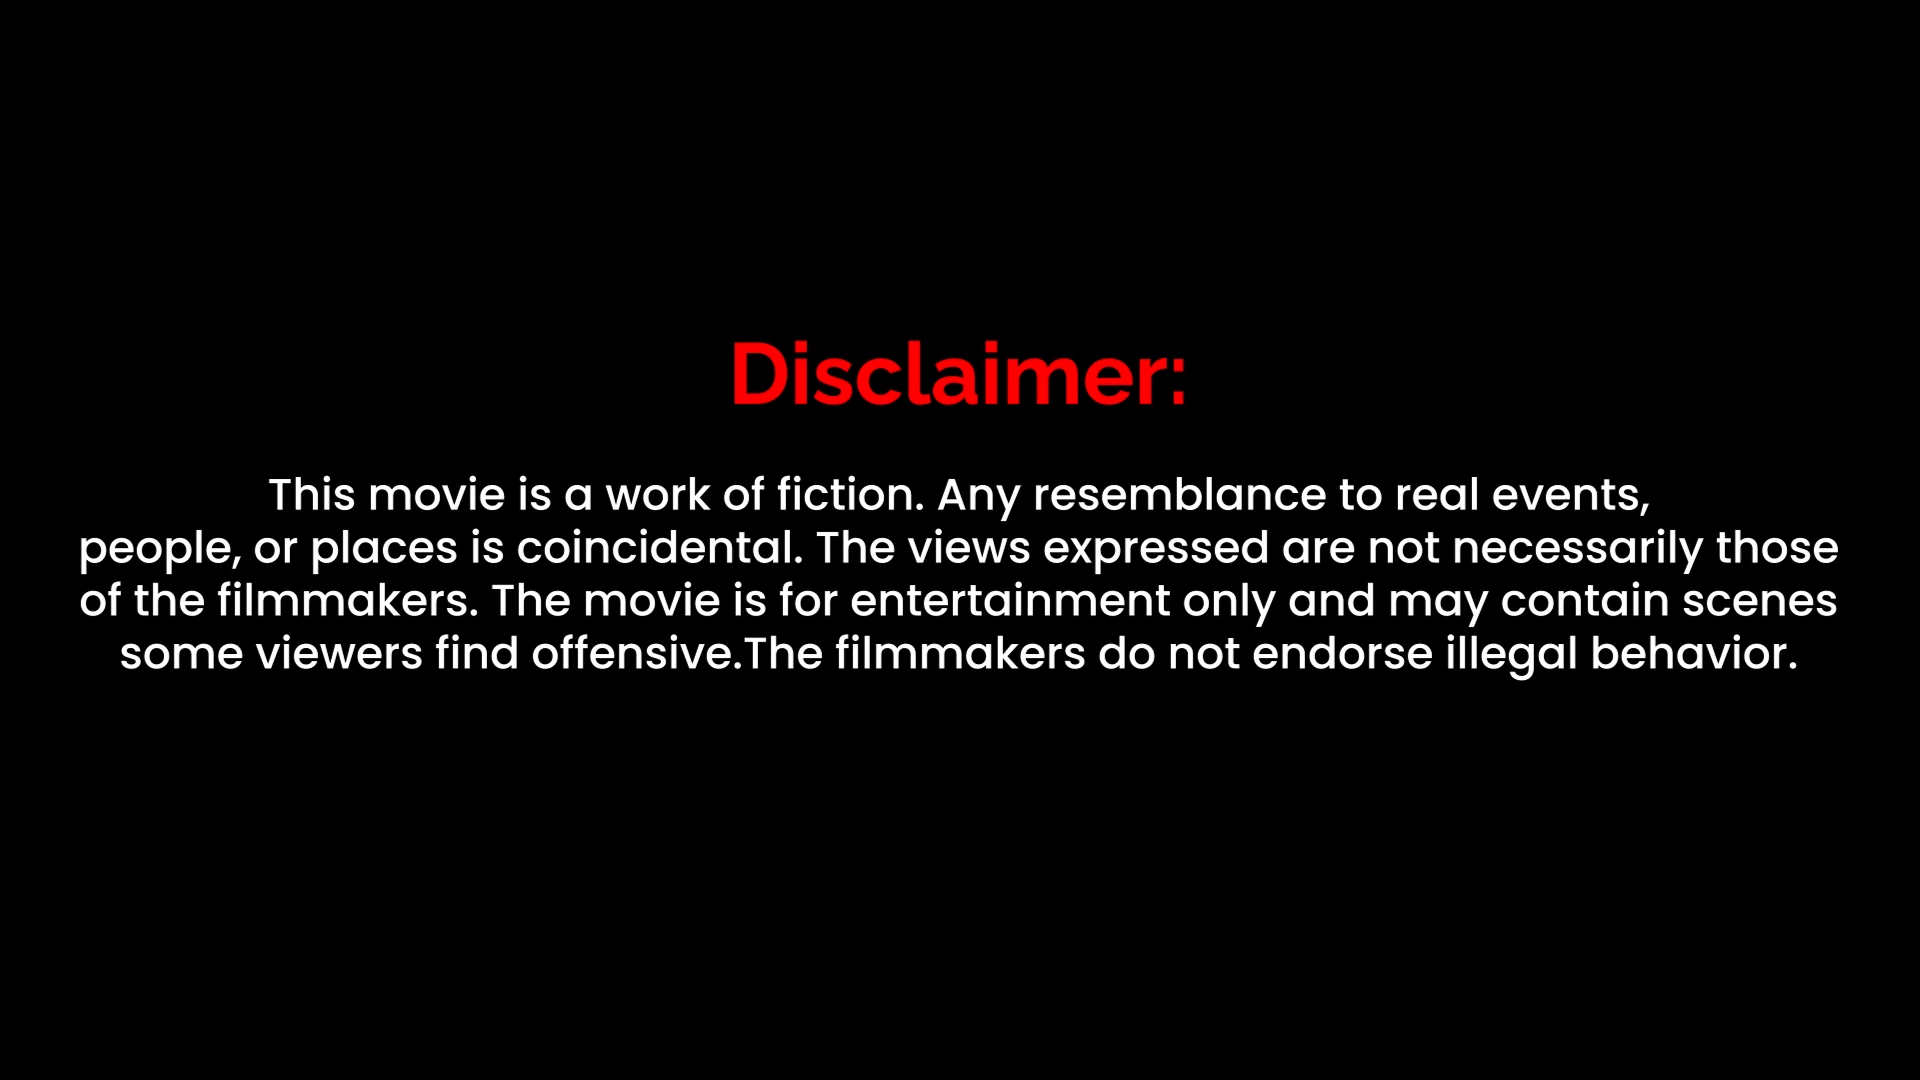 Disclaimer:
This movie is a work of fiction. Any resemblance to real events,
people, or places is coincidental. The views expressed are not necessarily those
of the filmmakers. The movie is for entertainment only and may contain scenes
some viewers find offensive.The filmmakers do not endorse illegal behavior.